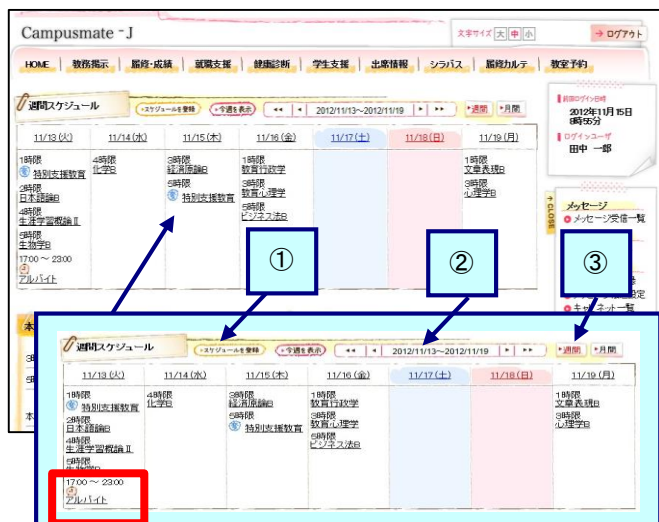 Campusmate - J
文字サイズ 大 中 小
→ ログアウト
HOME 教務掲示 履修・成績 就職支援 健康診断 学生支援 出席情報 シラバス 履修カルテ 教室予約
週間スケジュール
スケジュールを登録 今週を表示 2012/11/13～2012/11/19 週間 月間
前回ログイン日時
2012年11月15日
8時55分
ログインユーザ
田中 一郎
11/13(火) 11/14(水) 11/15(木) 11/16(金) 11/17(土) 11/18(日) 11/19(月)
1時限
特別支援教育
2時限
日本語論B
4時限
生涯学習概論Ⅱ
5時限
生物学B
17:00 ～ 23:00
アルバイト
4時限
化学B
3時限
経済原論B
5時限
特別支援教育
1時限
教育行政学
3時限
教育心理学
5時限
ビジネス法B
1時限
文章表現B
3時限
心理学B
CLOSE
メッセージ
メッセージ受信一覧
設定
キャビネット一覧
①
②
③
本
週間スケジュール
スケジュールを登録 今週を表示 2012/11/13～2012/11/19 週間 月間
11/13(火) 11/14(水) 11/15(木) 11/16(金) 11/17(土) 11/18(日) 11/19(月)
1時限
特別支援教育
2時限
日本語論B
4時限
生涯学習概論Ⅱ
5時限
17:00 ～ 23:00
アルバイト
4時限
化学B
3時限
経済原論B
5時限
特別支援教育
1時限
教育行政学
3時限
教育心理学
5時限
ビジネス法B
1時限
文章表現B
3時限
心理学B